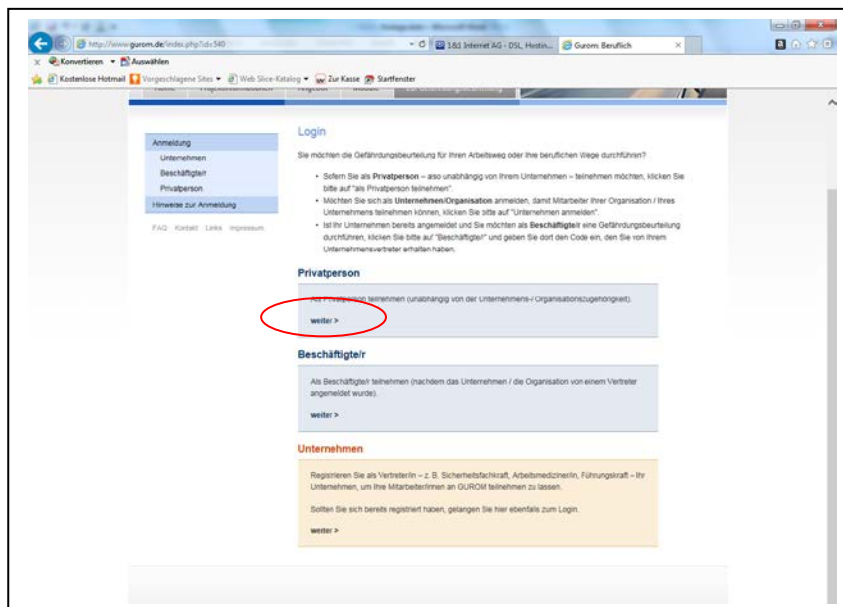 http://www.gurom.de/index.php?id=340
1&1 Internet AG - DSL, Hostin...
Gurom: Beruflich
x Konvertieren Auswählen
Kostenlose Hotmail Vorgeschlagene Sites Web Slice-Katalog Zur Kasse Startfenster
Home Projektinformationen Angebot Module
Anmeldung
Unternehmen
Beschäftigte/r
Privatperson
Hinweise zur Anmeldung
FAQ Kontakt Links Impressum
Login
Sie möchten die Gefährdungsbeurteilung für Ihren Arbeitsweg oder Ihre beruflichen Wege durchführen?
• Sofern Sie als Privatperson – also unabhängig von Ihrem Unternehmen – teilnehmen möchten, klicken Sie
bitte auf "als Privatperson teilnehmen".
• Möchten Sie sich als Unternehmen/Organisation anmelden, damit Mitarbeiter Ihrer Organisation / Ihres
Unternehmens teilnehmen können, klicken Sie bitte auf "Unternehmen anmelden".
• Ist Ihr Unternehmen bereits angemeldet und Sie möchten als Beschäftigte/r eine Gefährdungsbeurteilung
durchführen, klicken Sie bitte auf "Beschäftigte/r" und geben Sie dort den Code ein, den Sie von Ihrem
Unternehmensvertreter erhalten haben.
Privatperson
Als Privatperson teilnehmen (unabhängig von der Unternehmens-/ Organisationszugehörigkeit).
weiter >
Beschäftigte/r
Als Beschäftigte/r teilnehmen (nachdem das Unternehmen / die Organisation von einem Vertreter
angemeldet wurde).
weiter >
Unternehmen
Registrieren Sie als Vertreter/in – z. B. Sicherheitsfachkraft, Arbeitsmediziner/in, Führungskraft – Ihr
Unternehmen, um Ihre Mitarbeiter/innen an GUROM teilnehmen zu lassen.
Sollten Sie sich bereits registriert haben, gelangen Sie hier ebenfalls zum Login.
weiter >